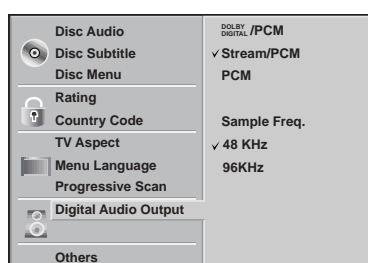 Disc Audio
Disc Subtitle
Disc Menu
Rating
Country Code
TV Aspect
Menu Language
Progressive Scan
Digital Audio Output
Others
DOLBY DIGITAL /PCM
Stream/PCM
PCM
Sample Freq.
48 KHz
96KHz